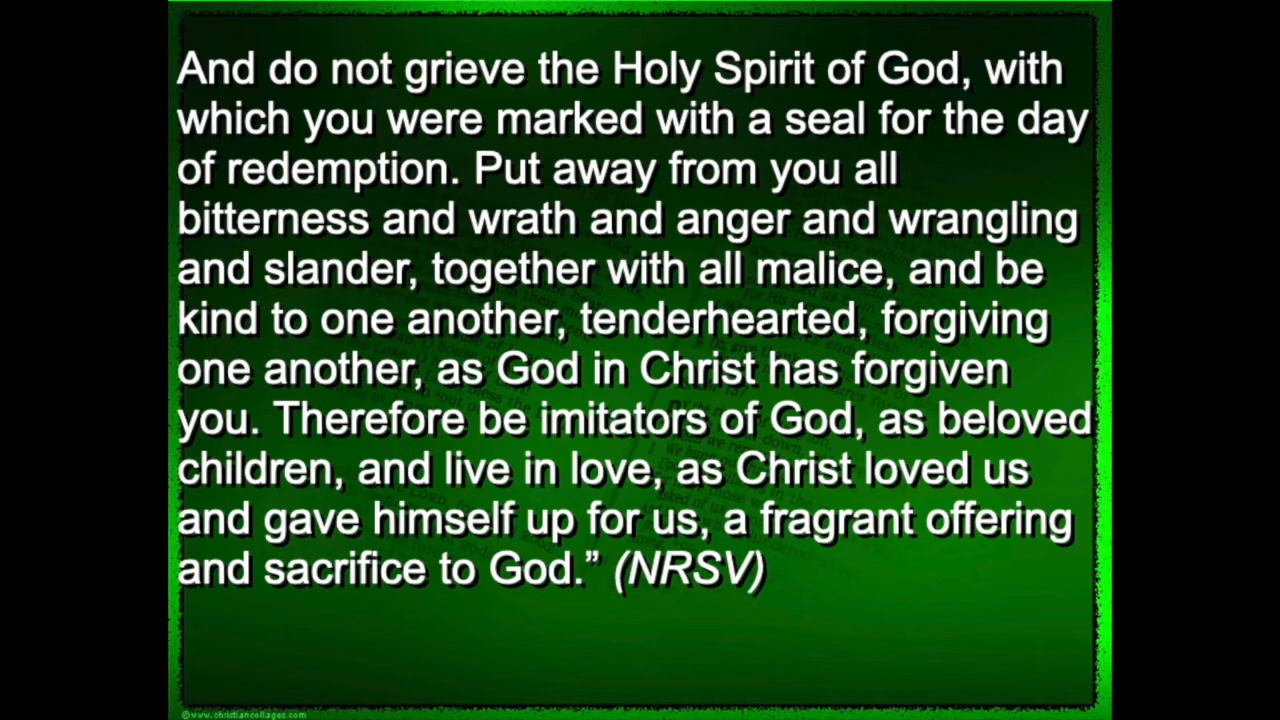 And do not grieve the Holy Spirit of God, with
which you were marked with a seal for the day
of redemption. Put away from you all
bitterness and wrath and anger and wrangling
and slander, together with all malice, and be
kind to one another, tenderhearted, forgiving
one another, as God in Christ has forgiven
you. Therefore be imitators of God, as beloved
children, and live in love, as Christ loved us
and gave himself up for us, a fragrant offering
and sacrifice to God.” (NRSV)
©www.christiancollages.com